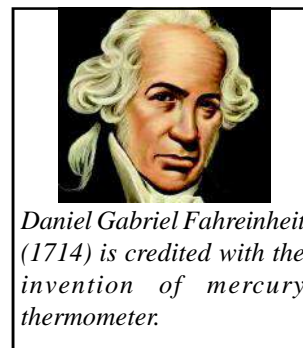 Daniel Gabriel Fahreinheit
(1714) is credited with the
invention of mercury
thermometer.